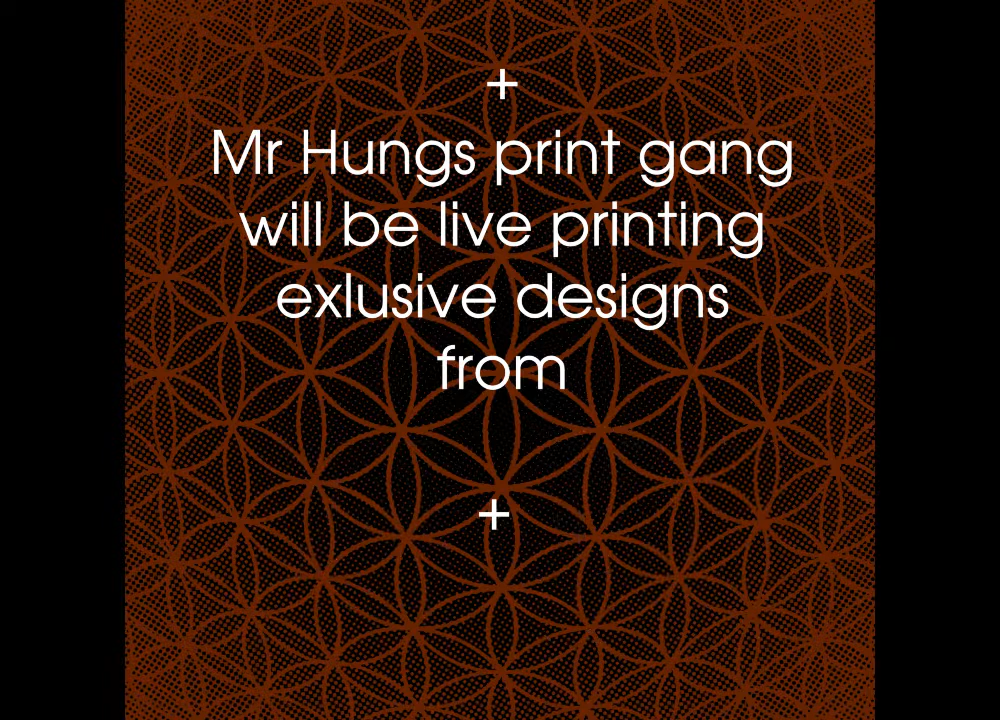 +
Mr Hungs print gang
will be live printing
exlusive designs
from
+